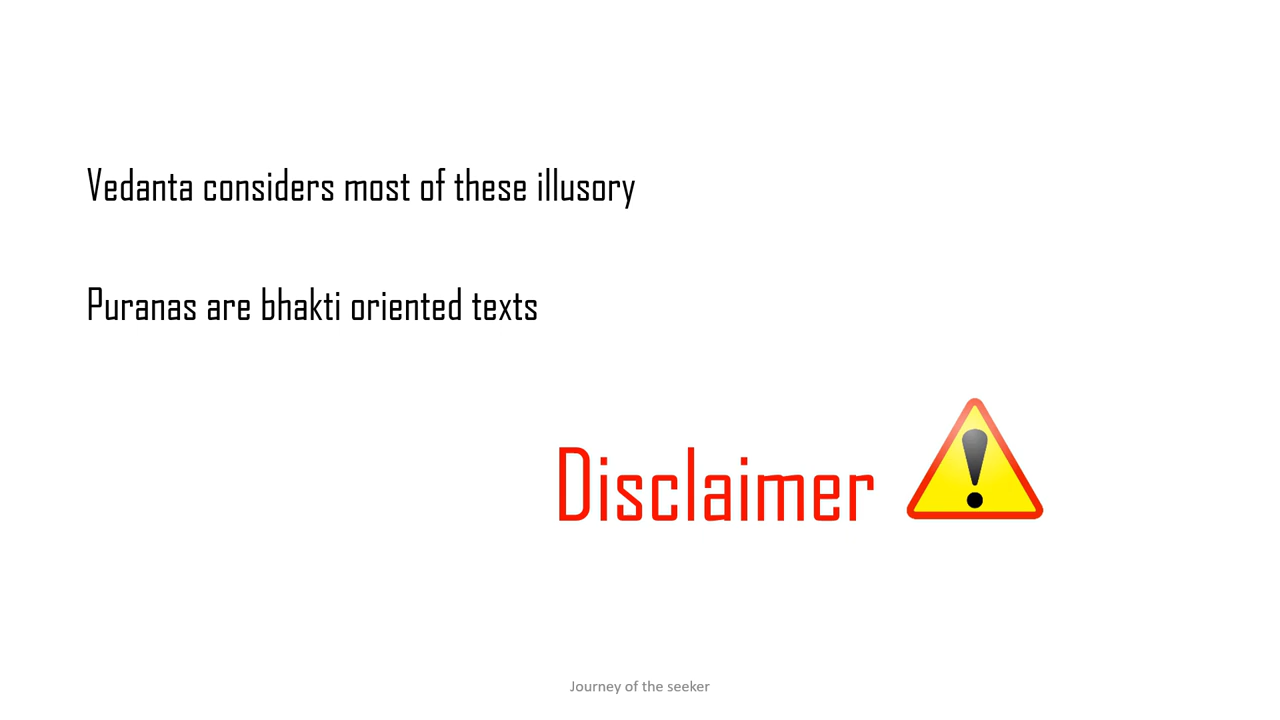 Vedanta considers most of these illusory
Puranas are bhakti oriented texts
Disclaimer
Journey of the seeker